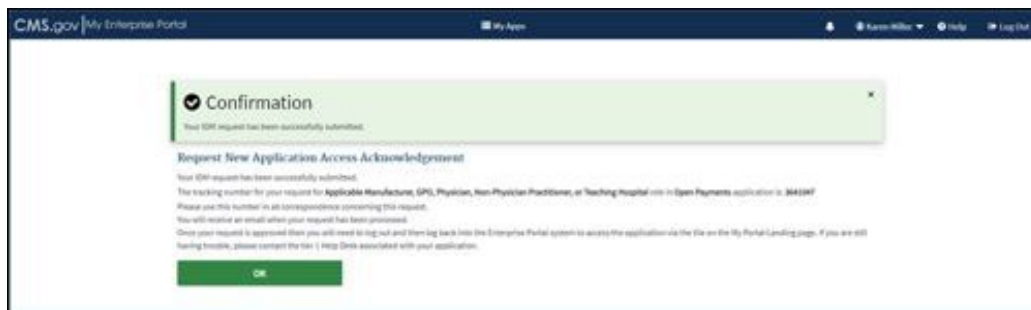 CMS.gov | My Enterprise Portal My Apps Karen Miller Help Log Out
Confirmation ×
Your IDM request has been successfully submitted.
Request New Application Access Acknowledgement
Your IDM request has been successfully submitted.
The tracking number for your request for Applicable Manufacturer, GPO, Physician, Non-Physician Practitioner, or Teaching Hospital role in Open Payments application is:
Please use this number in all correspondence concerning this request.
You will receive an email when your request has been processed.
Once your request is approved then you will need to log out and then log back into the Enterprise Portal system to access the application via the tile on the My Portal Landing page. If you are still
having trouble, please contact the tier 1 Help Desk associated with your application.
OK